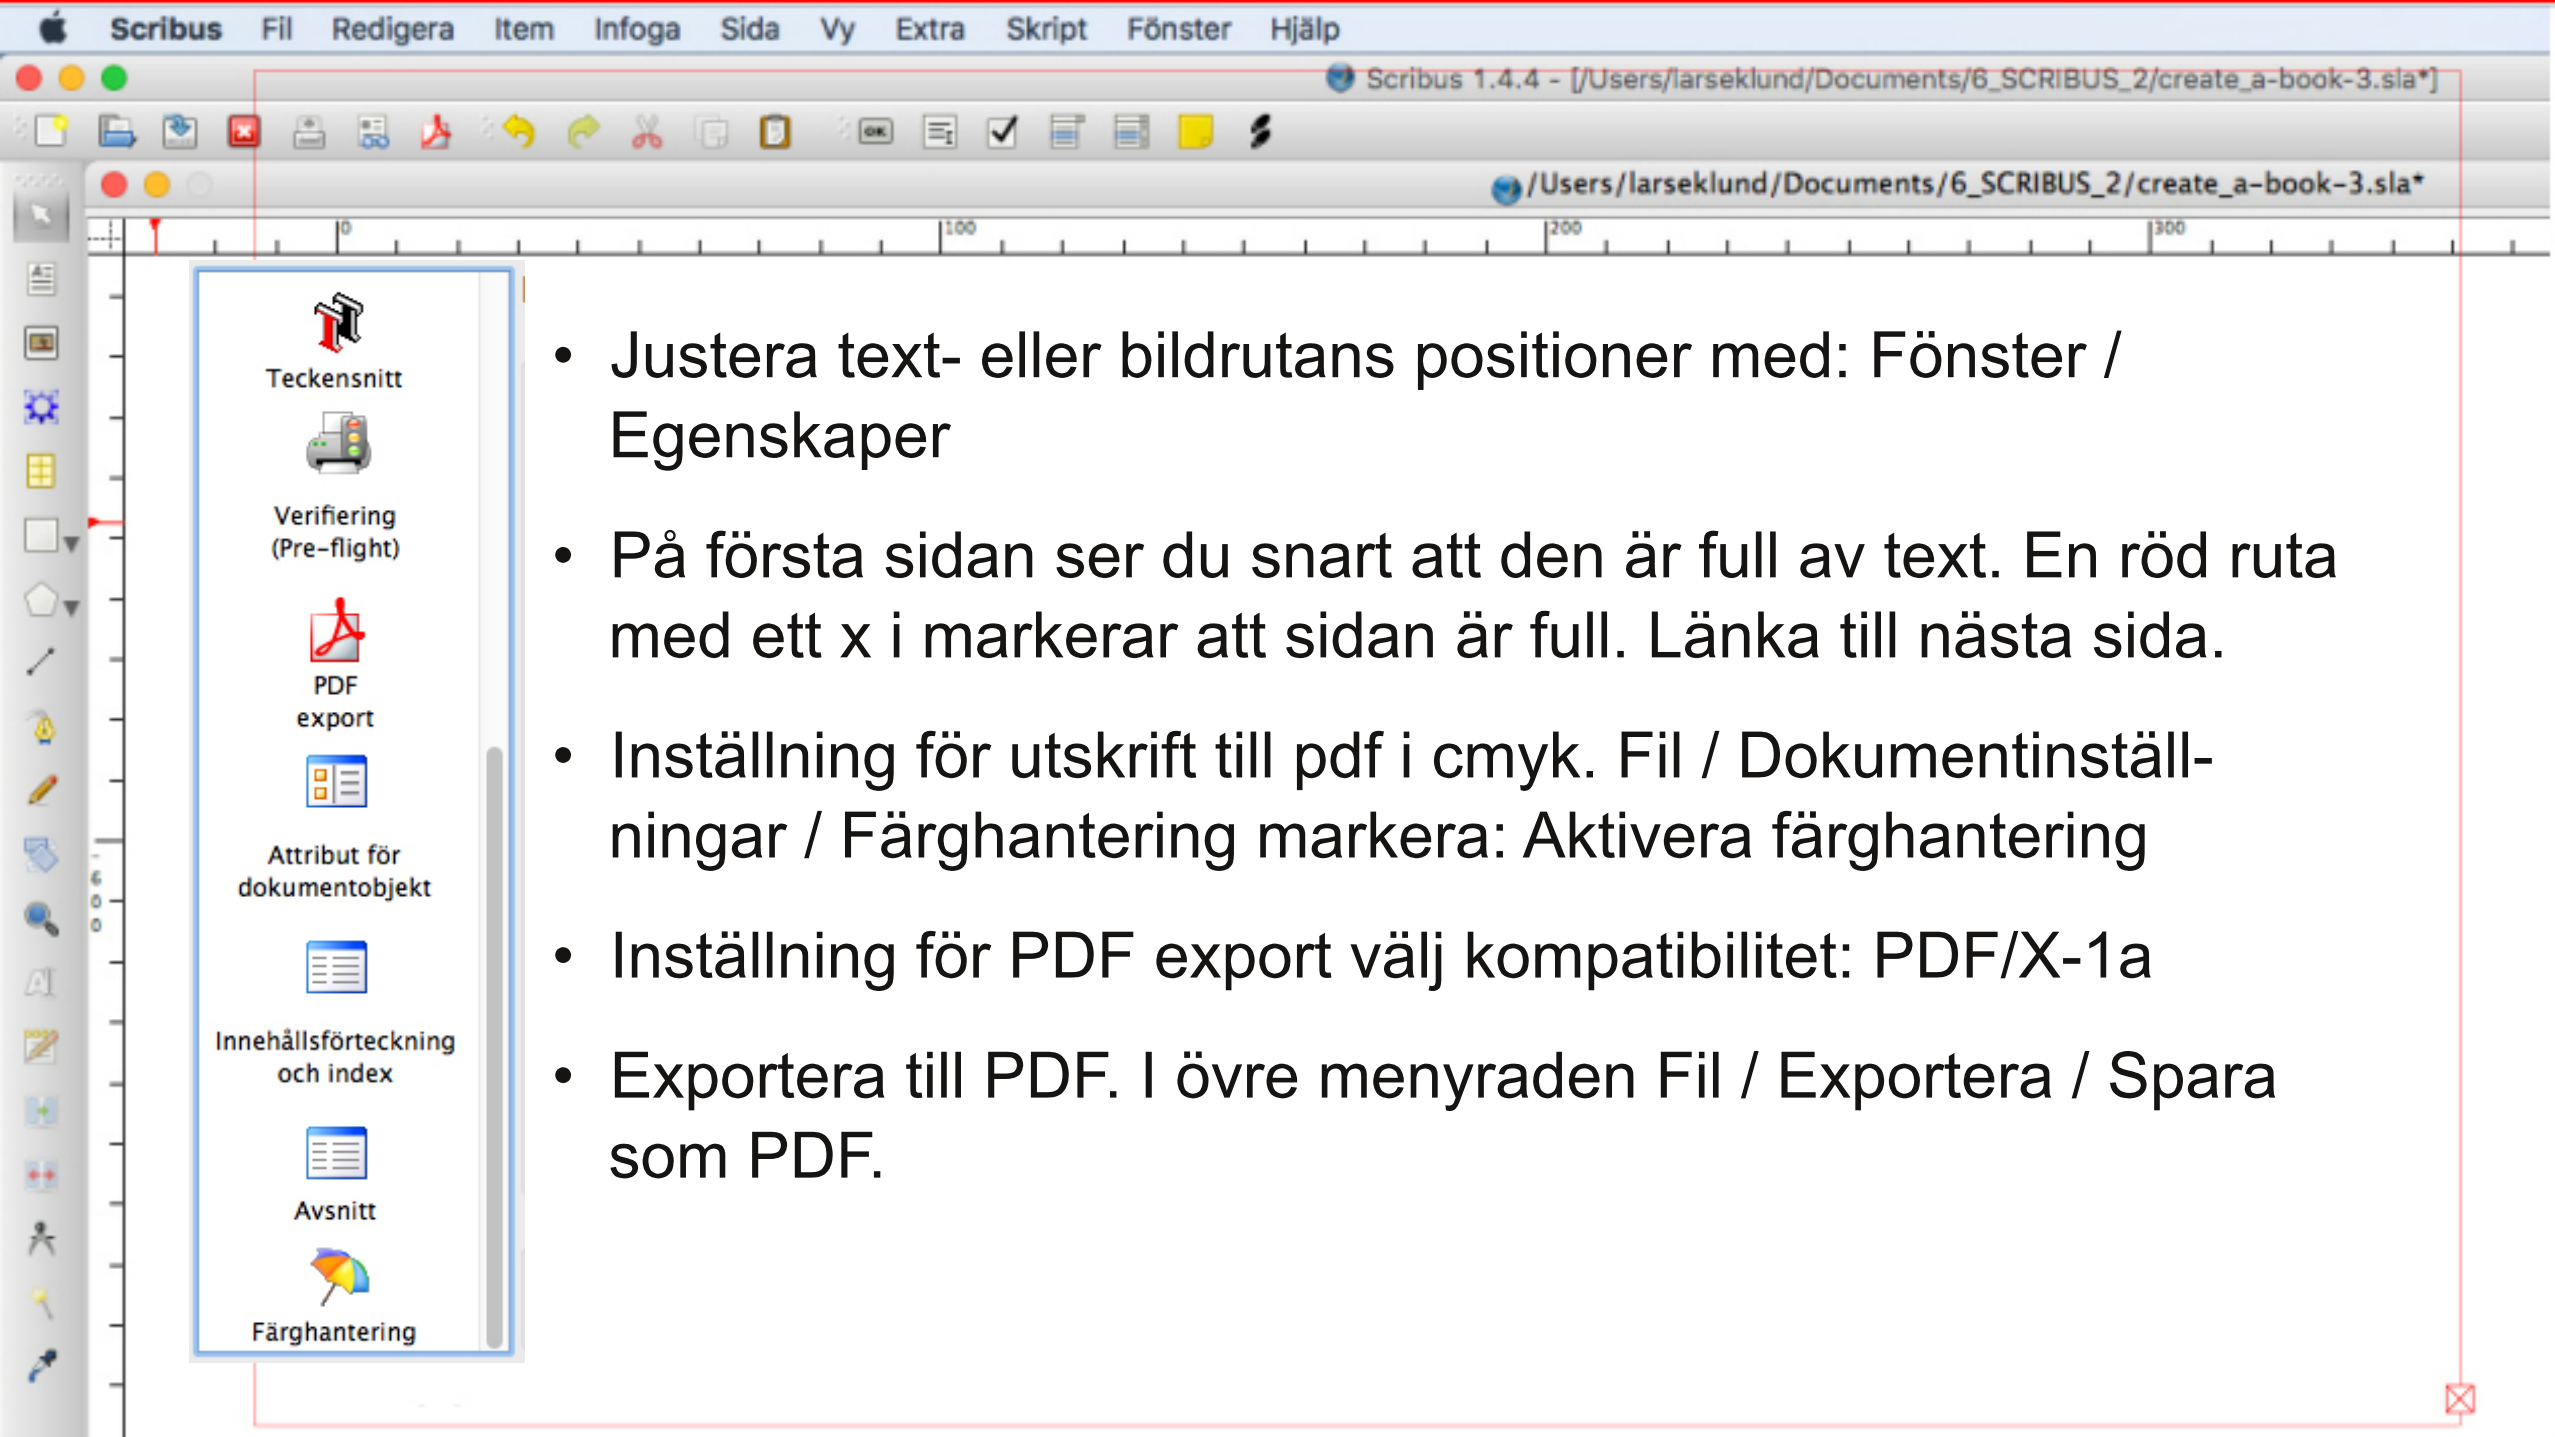 Scribus Fil Redigera Item Infoga Sida Vy Extra Skript Fönster Hjälp
Scribus 1.4.4 - [/Users/larseklund/Documents/6_SCRIBUS_2/create_a-book-3.sla*]
OK
/Users/larseklund/Documents/6_SCRIBUS_2/create_a-book-3.sla*
0 100 200 300
Teckensnitt
Verifiering
(Pre-flight)
PDF
export
Attribut för
dokumentobjekt
Innehållsförteckning
och index
Avsnitt
Färghantering
600
• Justera text- eller bildrutans positioner med: Fönster /
Egenskaper
• På första sidan ser du snart att den är full av text. En röd ruta
med ett x i markerar att sidan är full. Länka till nästa sida.
• Inställning för utskrift till pdf i cmyk. Fil / Dokumentinställ-
ningar / Färghantering markera: Aktivera färghantering
• Inställning för PDF export välj kompatibilitet: PDF/X-1a
• Exportera till PDF. I övre menyraden Fil / Exportera / Spara
som PDF.